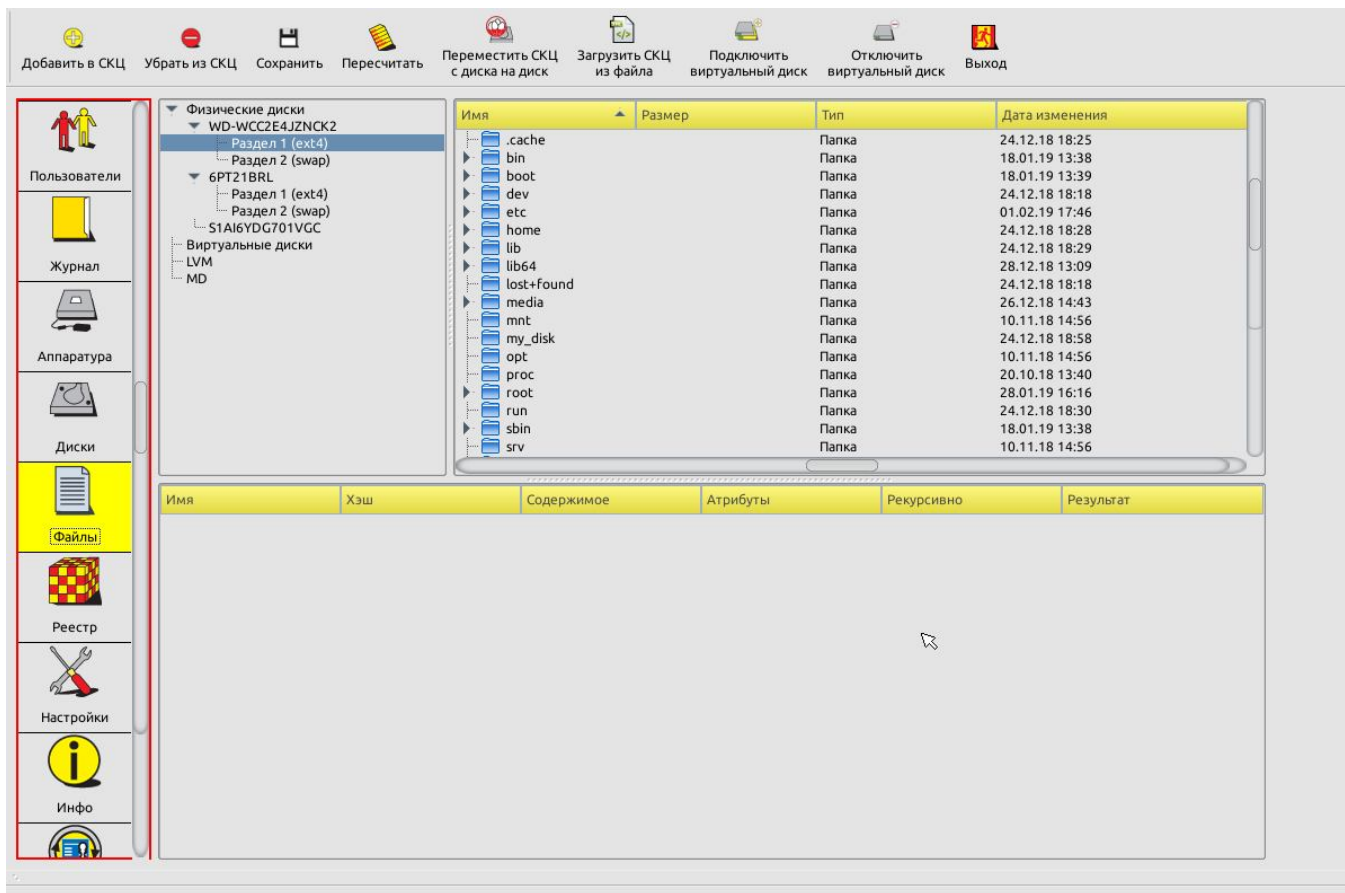 Добавить в СКЦ
Убрать из СКЦ
Сохранить
Пересчитать
Переместить СКЦ
с диска на диск
Загрузить СКЦ
из файла
Подключить
виртуальный диск
Отключить
виртуальный диск
Выход
Пользователи
Журнал
Аппаратура
Диски
Файлы
Реестр
Настройки
Инфо
Физические диски
WD-WCC2E4JZNCK2
Раздел 1 (ext4)
Раздел 2 (swap)
6PT21BRL
Раздел 1 (ext4)
Раздел 2 (swap)
S1AI6YDG701VGC
Виртуальные диски
LVM
MD
Имя Размер Тип Дата изменения
.cache Папка 24.12.18 18:25
bin Папка 18.01.19 13:38
boot Папка 18.01.19 13:39
dev Папка 24.12.18 18:18
etc Папка 01.02.19 17:46
home Папка 24.12.18 18:28
lib Папка 24.12.18 18:29
lib64 Папка 28.12.18 13:09
lost+found Папка 24.12.18 18:18
media Папка 26.12.18 14:43
mnt Папка 10.11.18 14:56
my_disk Папка 24.12.18 18:58
opt Папка 10.11.18 14:56
proc Папка 20.10.18 13:40
root Папка 28.01.19 16:16
run Папка 24.12.18 18:30
sbin Папка 18.01.19 13:38
srv Папка 10.11.18 14:56
Имя Хэш Содержимое Атрибуты Рекурсивно Результат